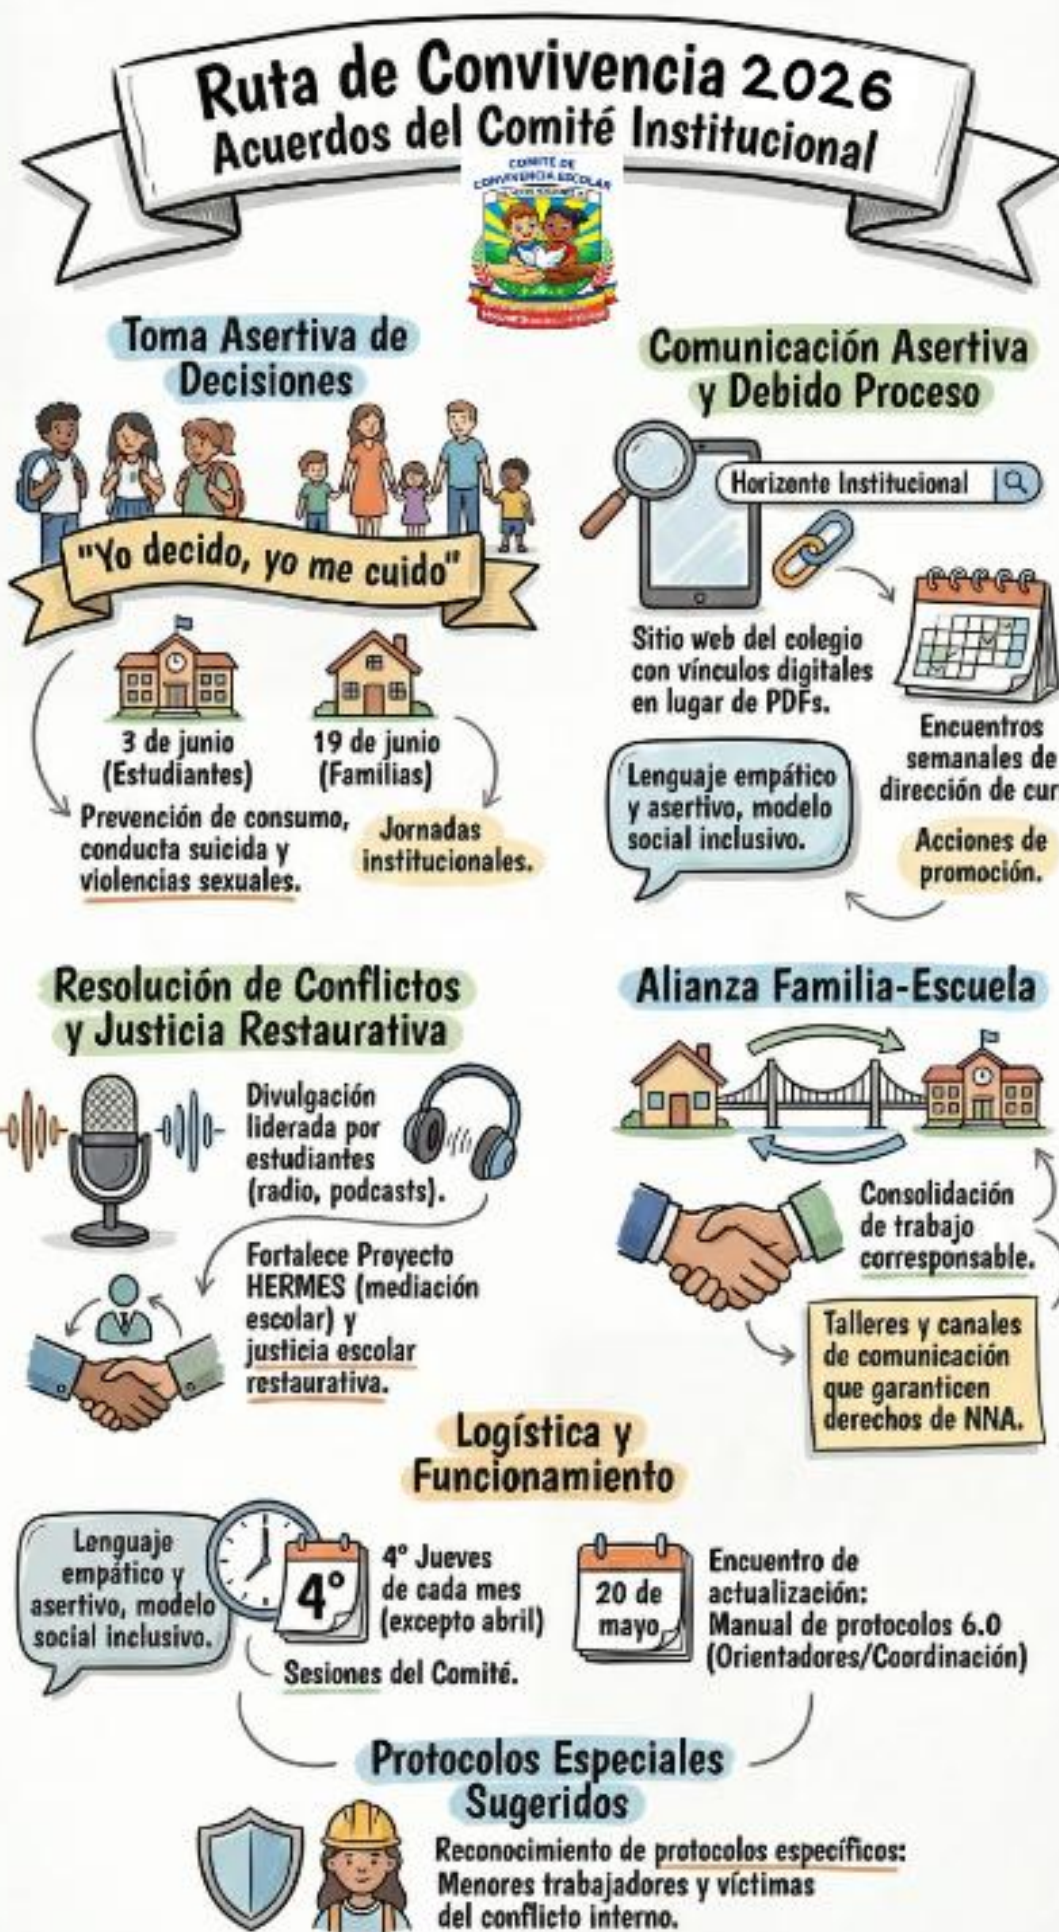 Ruta de Convivencia 2026
Acuerdos del Comité Institucional
COMITÉ DE
CONVIVENCIA ESCOLAR
Toma Asertiva de
Decisiones
"Yo decido, yo me cuido"
3 de junio
(Estudiantes)
19 de junio
(Familias)
Prevención de consumo,
conducta suicida y
violencias sexuales.
Jornadas
institucionales.
Comunicación Asertiva
y Debido Proceso
Horizonte Institucional
Sitio web del colegio
con vínculos digitales
en lugar de PDFs.
Encuentros
semanales de
dirección de cur
Lenguaje empático
y asertivo, modelo
social inclusivo.
Acciones de
promoción.
Resolución de Conflictos
y Justicia Restaurativa
Divulgación
liderada por
estudiantes
(radio, podcasts).
Fortalece Proyecto
HERMES (mediación
escolar) y
justicia escolar
restaurativa.
Alianza Familia-Escuela
Consolidación
de trabajo
corresponsable.
Talleres y canales
de comunicación
que garanticen
derechos de NNA.
Logística y
Funcionamiento
Lenguaje
empático y
asertivo, modelo
social inclusivo.
4°
4° Jueves
de cada mes
(excepto abril)
Sesiones del Comité.
20 de
mayo
Encuentro de
actualización:
Manual de protocolos 6.0
(Orientadores/Coordinación)
Protocolos Especiales
Sugeridos
Reconocimiento de protocolos específicos:
Menores trabajadores y víctimas
del conflicto interno.